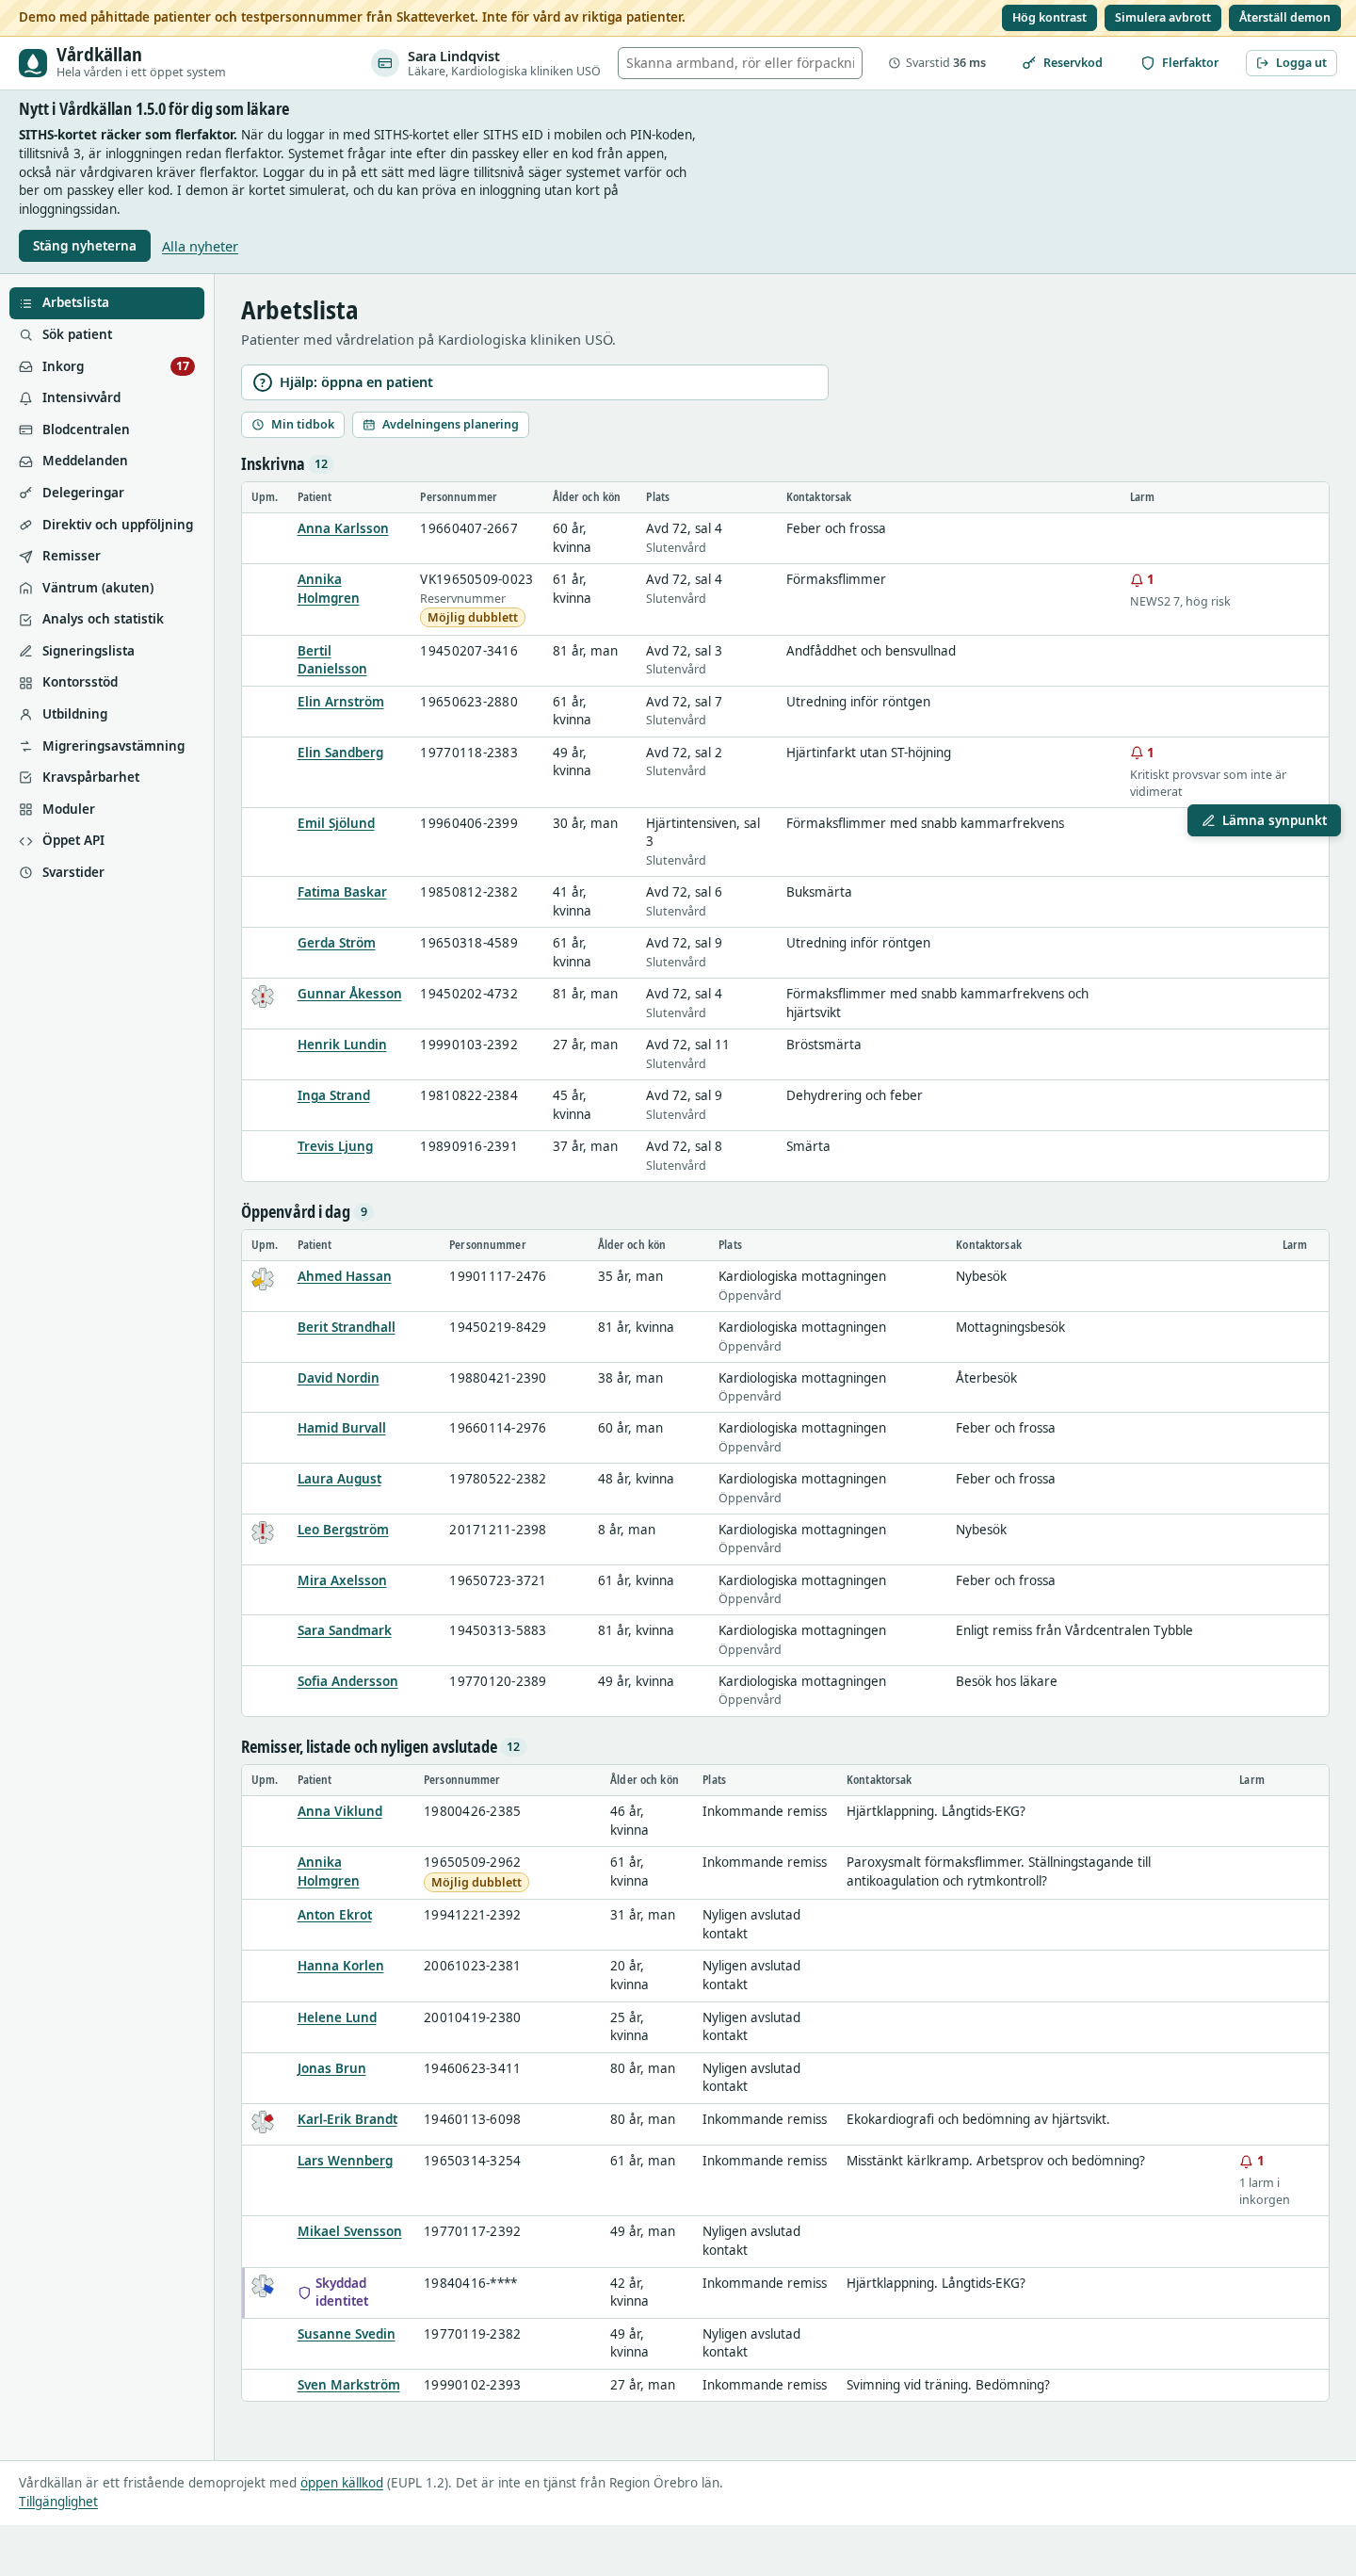 Demo med påhittade patienter och testpersonnummer från Skatteverket. Inte för vård av riktiga patienter.
Hög kontrast
Simulera avbrott
Återställ demon
Vårdkällan
Hela vården i ett öppet system
Sara Lindqvist
Läkare, Kardiologiska kliniken USÖ
Skanna armband, rör eller förpackni
Svarstid 36 ms
Reservkod
Flerfaktor
Logga ut
Nytt i Vårdkällan 1.5.0 för dig som läkare
SITHS-kortet räcker som flerfaktor. När du loggar in med SITHS-kortet eller SITHS eID i mobilen och PIN-koden,
tillitsnivå 3, är inloggningen redan flerfaktor. Systemet frågar inte efter din passkey eller en kod från appen,
också när vårdgivaren kräver flerfaktor. Loggar du in på ett sätt med lägre tillitsnivå säger systemet varför och
ber om passkey eller kod. I demon är kortet simulerat, och du kan pröva en inloggning utan kort på
inloggningssidan.
Stäng nyheterna
Alla nyheter
Arbetslista
Sök patient
Inkorg 17
Intensivvård
Blodcentralen
Meddelanden
Delegeringar
Direktiv och uppföljning
Remisser
Väntrum (akuten)
Analys och statistik
Signeringslista
Kontorsstöd
Utbildning
Migreringsavstämning
Kravspårbarhet
Moduler
Öppet API
Svarstider
Arbetslista
Patienter med vårdrelation på Kardiologiska kliniken USÖ.
? Hjälp: öppna en patient
Min tidbok
Avdelningens planering
Inskrivna 12
Upm. Patient Personnummer Ålder och kön Plats Kontaktorsak Larm
Anna Karlsson 19660407-2667 60 år, Avd 72, sal 4 Feber och frossa
kvinna Slutenvård
Annika VK19650509-0023 61 år, Avd 72, sal 4 Förmaksflimmer 1
Holmgren Reservnummer kvinna Slutenvård NEWS2 7, hög risk
Möjlig dubblett
Bertil 19450207-3416 81 år, man Avd 72, sal 3 Andfåddhet och bensvullnad
Danielsson Slutenvård
Elin Arnström 19650623-2880 61 år, Avd 72, sal 7 Utredning inför röntgen
kvinna Slutenvård
Elin Sandberg 19770118-2383 49 år, Avd 72, sal 2 Hjärtinfarkt utan ST-höjning 1
kvinna Slutenvård Kritiskt provsvar som inte är
vidimerat
Emil Sjölund 19960406-2399 30 år, man Hjärtintensiven, sal Förmaksflimmer med snabb kammarfrekvens
3
Slutenvård
Lämna synpunkt
Fatima Baskar 19850812-2382 41 år, Avd 72, sal 6 Buksmärta
kvinna Slutenvård
Gerda Ström 19650318-4589 61 år, Avd 72, sal 9 Utredning inför röntgen
kvinna Slutenvård
Gunnar Åkesson 19450202-4732 81 år, man Avd 72, sal 4 Förmaksflimmer med snabb kammarfrekvens och
Slutenvård hjärtsvikt
Henrik Lundin 19990103-2392 27 år, man Avd 72, sal 11 Bröstsmärta
Slutenvård
Inga Strand 19810822-2384 45 år, Avd 72, sal 9 Dehydrering och feber
kvinna Slutenvård
Trevis Ljung 19890916-2391 37 år, man Avd 72, sal 8 Smärta
Slutenvård
Öppenvård i dag 9
Upm. Patient Personnummer Ålder och kön Plats Kontaktorsak Larm
Ahmed Hassan 19901117-2476 35 år, man Kardiologiska mottagningen Nybesök
Öppenvård
Berit Strandhall 19450219-8429 81 år, kvinna Kardiologiska mottagningen Mottagningsbesök
Öppenvård
David Nordin 19880421-2390 38 år, man Kardiologiska mottagningen Återbesök
Öppenvård
Hamid Burvall 19660114-2976 60 år, man Kardiologiska mottagningen Feber och frossa
Öppenvård
Laura August 19780522-2382 48 år, kvinna Kardiologiska mottagningen Feber och frossa
Öppenvård
Leo Bergström 20171211-2398 8 år, man Kardiologiska mottagningen Nybesök
Öppenvård
Mira Axelsson 19650723-3721 61 år, kvinna Kardiologiska mottagningen Feber och frossa
Öppenvård
Sara Sandmark 19450313-5883 81 år, kvinna Kardiologiska mottagningen Enligt remiss från Vårdcentralen Tybble
Öppenvård
Sofia Andersson 19770120-2389 49 år, kvinna Kardiologiska mottagningen Besök hos läkare
Öppenvård
Remisser, listade och nyligen avslutade 12
Upm. Patient Personnummer Ålder och kön Plats Kontaktorsak Larm
Anna Viklund 19800426-2385 46 år, Inkommande remiss Hjärtklappning. Långtids-EKG?
kvinna
Annika 19650509-2962 61 år, Inkommande remiss Paroxysmalt förmaksflimmer. Ställningstagande till
Holmgren Möjlig dubblett kvinna antikoagulation och rytmkontroll?
Anton Ekrot 19941221-2392 31 år, man Nyligen avslutad
kontakt
Hanna Korlen 20061023-2381 20 år, Nyligen avslutad
kvinna kontakt
Helene Lund 20010419-2380 25 år, Nyligen avslutad
kvinna kontakt
Jonas Brun 19460623-3411 80 år, man Nyligen avslutad
kontakt
Karl-Erik Brandt 19460113-6098 80 år, man Inkommande remiss Ekokardiografi och bedömning av hjärtsvikt.
Lars Wennberg 19650314-3254 61 år, man Inkommande remiss Misstänkt kärlkramp. Arbetsprov och bedömning? 1
1 larm i
inkorgen
Mikael Svensson 19770117-2392 49 år, man Nyligen avslutad
kontakt
Skyddad 19840416-**** 42 år, Inkommande remiss Hjärtklappning. Långtids-EKG?
identitet kvinna
Susanne Svedin 19770119-2382 49 år, Nyligen avslutad
kvinna kontakt
Sven Markström 19990102-2393 27 år, man Inkommande remiss Svimning vid träning. Bedömning?
Vårdkällan är ett fristående demoprojekt med öppen källkod (EUPL 1.2). Det är inte en tjänst från Region Örebro län.
Tillgänglighet